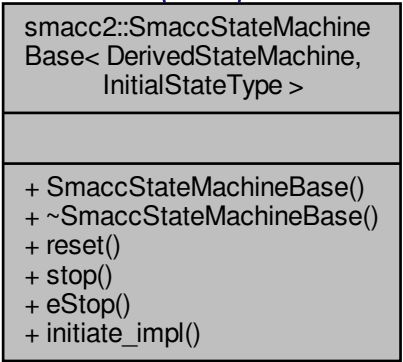 smacc2::SmaccStateMachine
Base< DerivedStateMachine,
InitialStateType >
+ SmaccStateMachineBase()
+ ~SmaccStateMachineBase()
+ reset()
+ stop()
+ eStop()
+ initiate_impl()